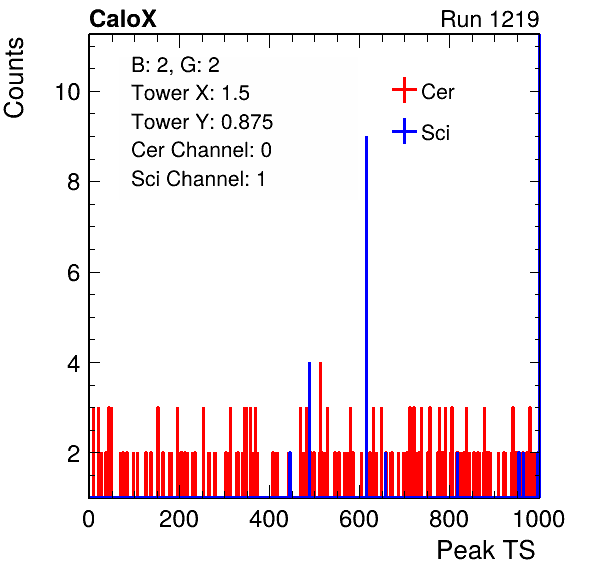 CaloX Run 1219
Counts
B: 2, G: 2
Tower X: 1.5
Tower Y: 0.875
Cer Channel: 0
Sci Channel: 1
Cer
Sci
10
8
6
4
2
0 200 400 600 800 1000
Peak TS